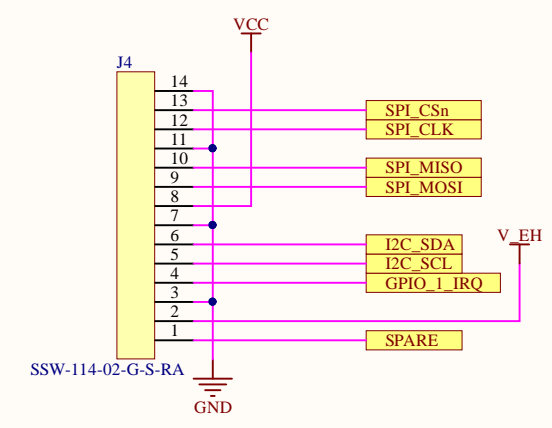 VCC
J4
14
13 SPI_CSn
12 SPI_CLK
11
10 SPI_MISO
9 SPI_MOSI
8
7
V_EH
6 I2C_SDA
5 I2C_SCL
4 GPIO_1_IRQ
3
2
1 SPARE
SSW-114-02-G-S-RA
GND